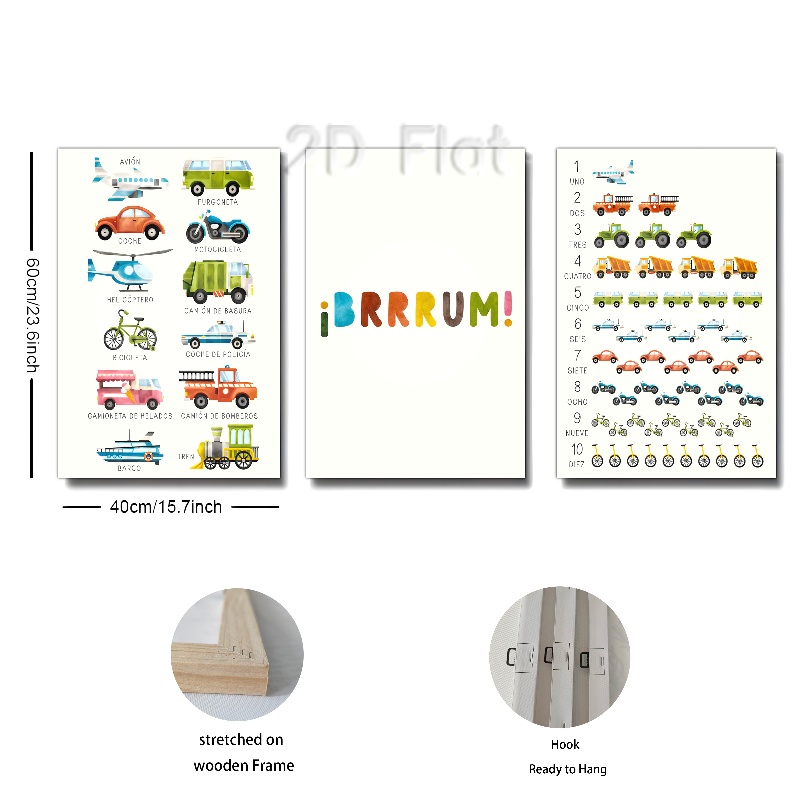 2D Flat
60cm/23.6inch
AVIÓN
FURGONETA
COCHE
MOTOCICLETA
HELICÓPTERO
CAMIÓN DE BASURA
BICICLETA
COCHE DE POLICIA
CAMIONETA DE HELADOS
CAMIÓN DE BOMBEROS
BARCO
TREN
40cm/15.7inch
¡BRRRUM!
1
UNO
2
DOS
3
TRES
4
CUATRO
5
CINCO
6
SEIS
7
SIETE
8
OCHO
9
NUEVE
10
DIEZ
stretched on
wooden Frame
Hook
Ready to Hang